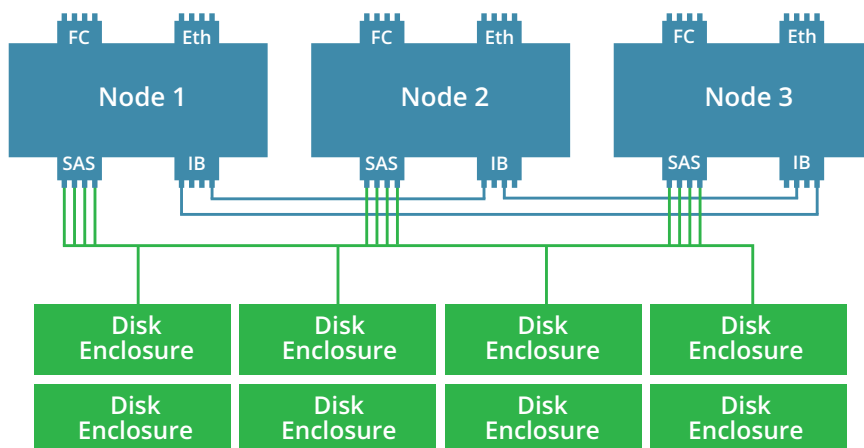 FC Eth FC Eth FC Eth
Node 1 Node 2 Node 3
SAS IB SAS IB SAS IB
Disk Disk Disk Disk
Enclosure Enclosure Enclosure Enclosure
Disk Disk Disk Disk
Enclosure Enclosure Enclosure Enclosure